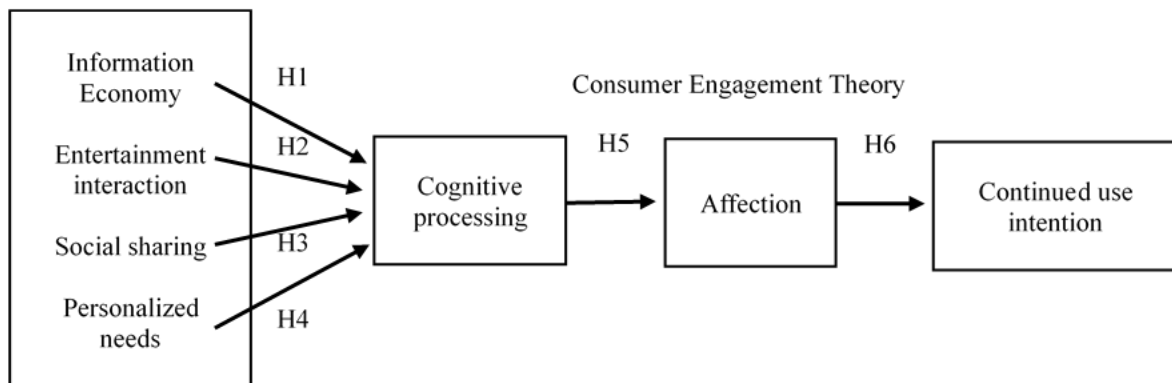 Information
Economy
H1
Entertainment
interaction
H2
Social sharing
H3
Personalized
needs
H4
Consumer Engagement Theory
Cognitive
processing
H5
Affection
H6
Continued use
intention